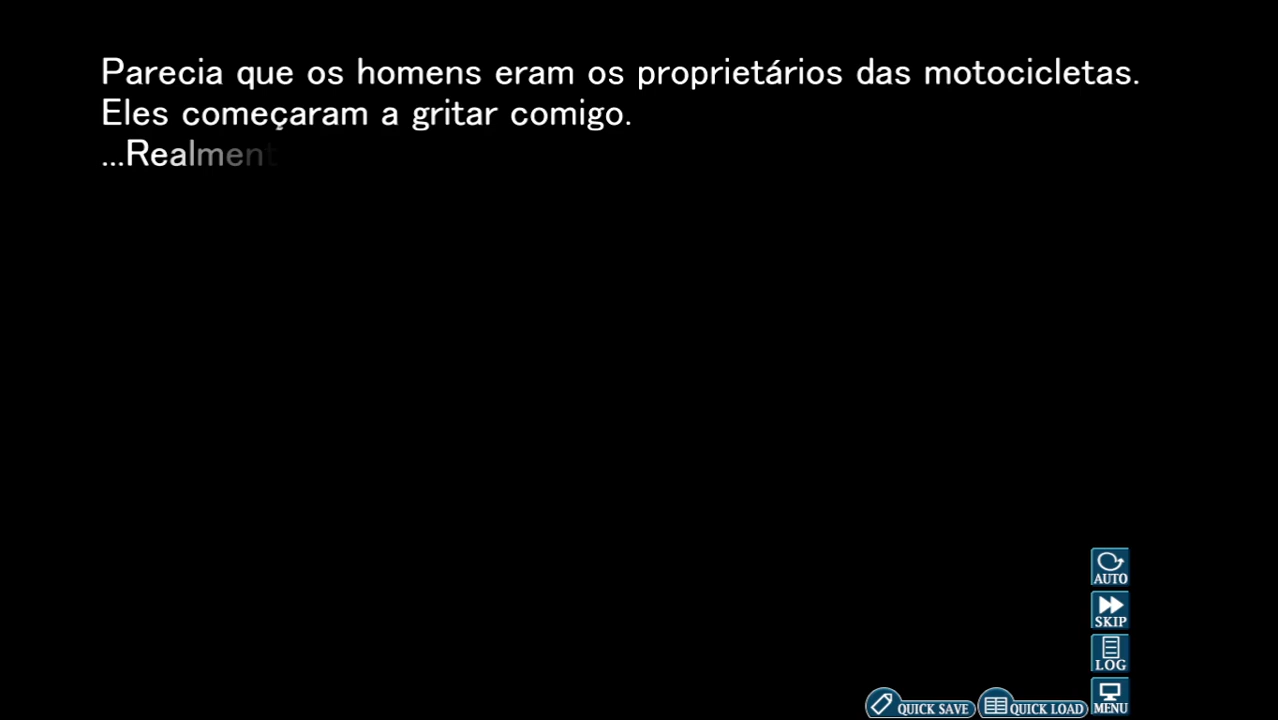 Parecia que os homens eram os proprietários das motocicletas.
Eles começaram a gritar comigo.
...Realment
AUTO
SKIP
LOG
MENU
QUICK SAVE
QUICK LOAD